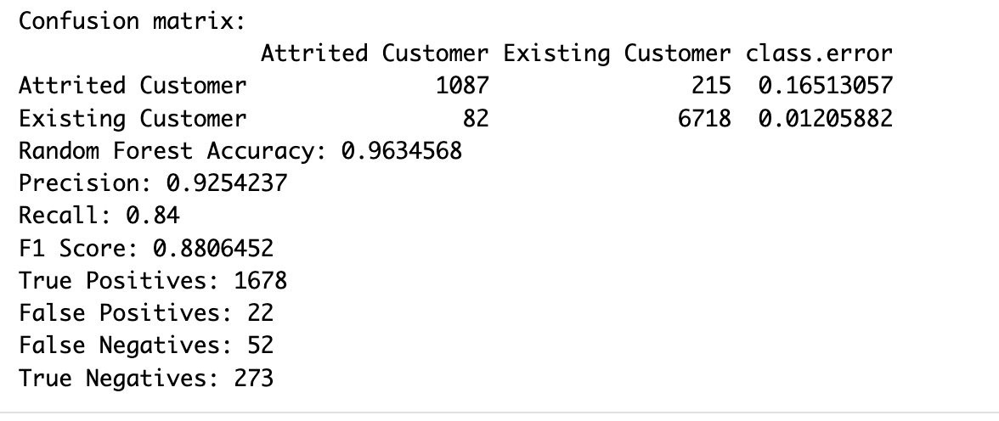 Confusion matrix:
Attrited Customer Existing Customer class.error
Attrited Customer 1087 215 0.16513057
Existing Customer 82 6718 0.01205882
Random Forest Accuracy: 0.9634568
Precision: 0.9254237
Recall: 0.84
F1 Score: 0.8806452
True Positives: 1678
False Positives: 22
False Negatives: 52
True Negatives: 273